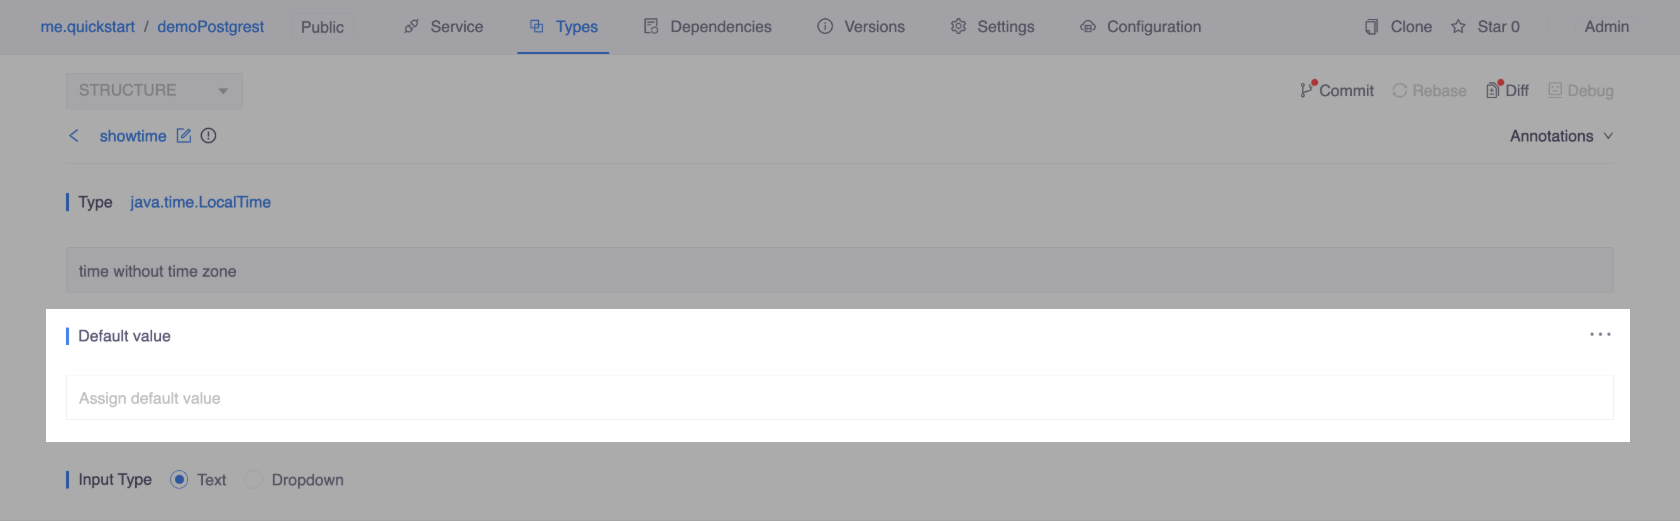 me.quickstart / demoPostgrest Public Service Types Dependencies Versions Settings Configuration Clone Star 0 Admin
STRUCTURE Commit Rebase Diff Debug
showtime Annotations
Type java.time.LocalTime
time without time zone
Default value
Assign default value
Input Type Text Dropdown